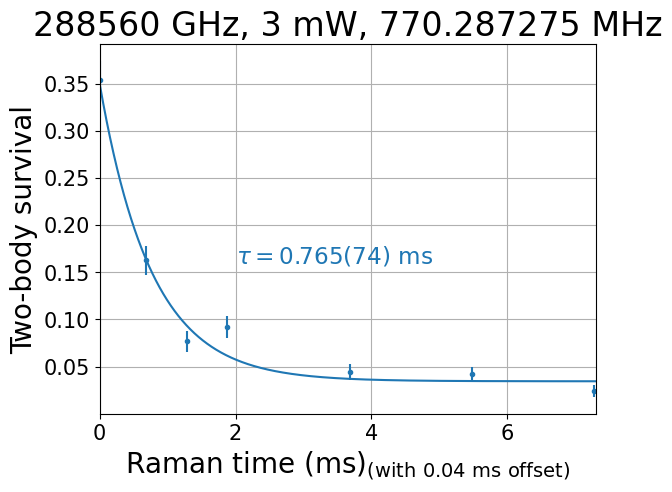 288560 GHz, 3 mW, 770.287275 MHz
Two-body survival
0.35
0.30
0.25
0.20
0.15
0.10
0.05
τ = 0.765(74) ms
0 2 4 6
Raman time (ms)(with 0.04 ms offset)